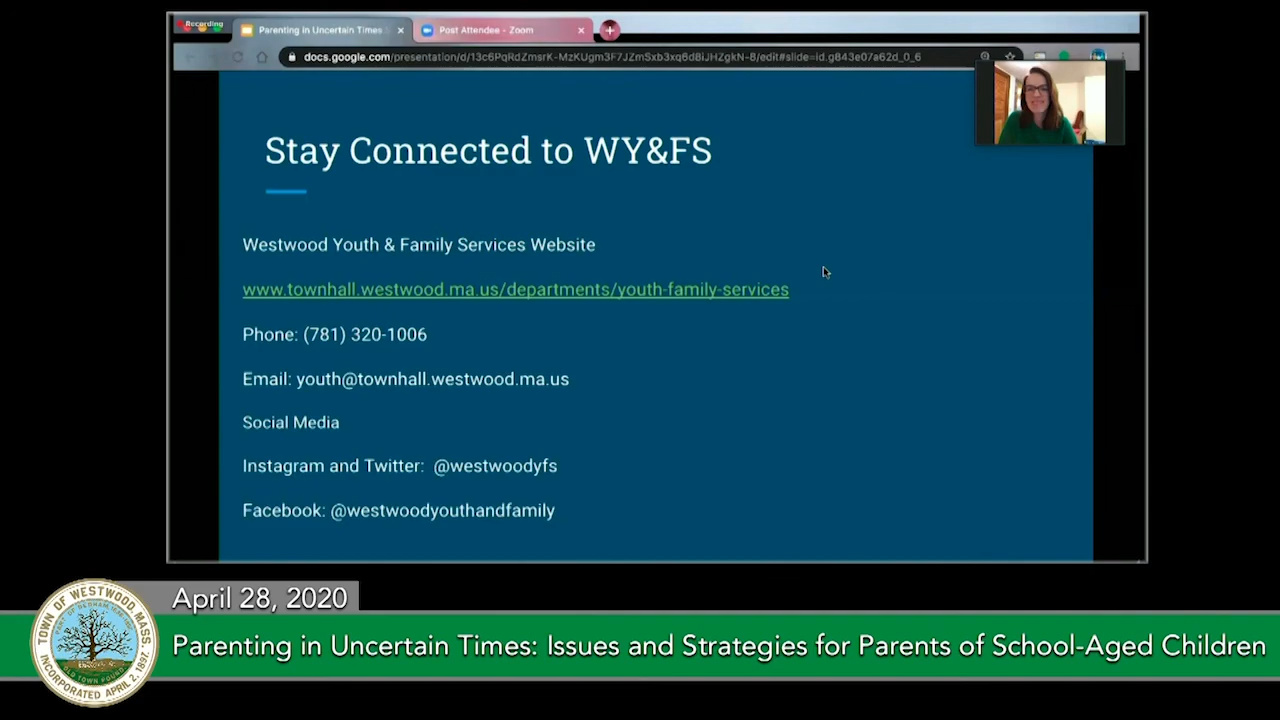 Recording
Parenting in Uncertain Times
Post Attendee - Zoom
docs.google.com/presentation/d/13c6PqRdZmsrK-MzKUgm3F7JZmSxb3xq6d8iJHZgkN-8/edit#slide=id.g843e07a62d_0_6
Stay Connected to WY&FS
Westwood Youth & Family Services Website
www.townhall.westwood.ma.us/departments/youth-family-services
Phone: (781) 320-1006
Email: youth@townhall.westwood.ma.us
Social Media
Instagram and Twitter: @westwoodyfs
Facebook: @westwoodyouthandfamily
April 28, 2020
Parenting in Uncertain Times: Issues and Strategies for Parents of School-Aged Children
TOWN OF WESTWOOD, MASS.
INCORPORATED APRIL 2, 1897